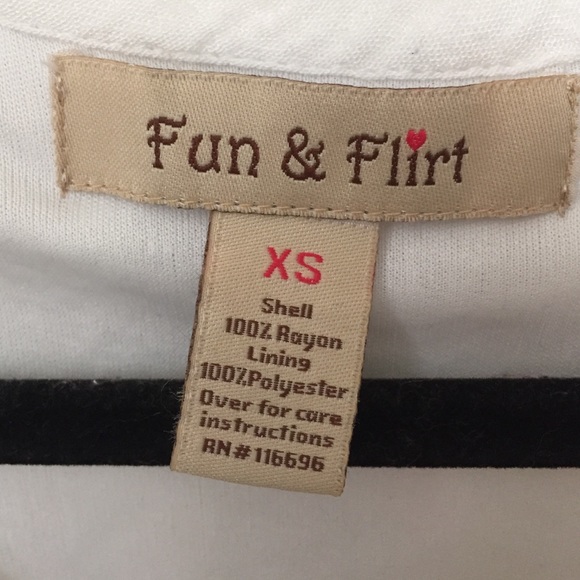 Fun & Flirt
XS
Shell
100% Rayon
Lining
100%Polyester
Over for care
instructions
RN#116696